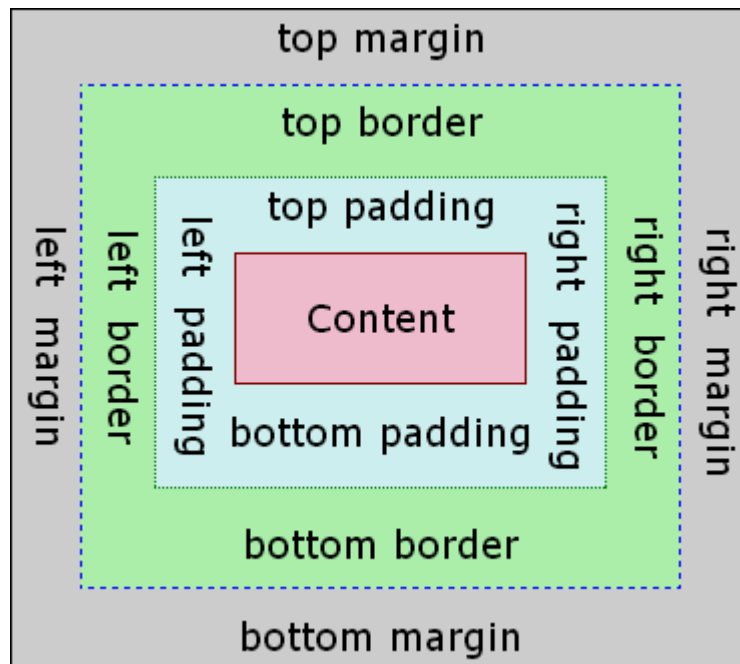 top margin
top border
top padding
left margin
left border
left padding
Content
right padding
right border
right margin
bottom padding
bottom border
bottom margin